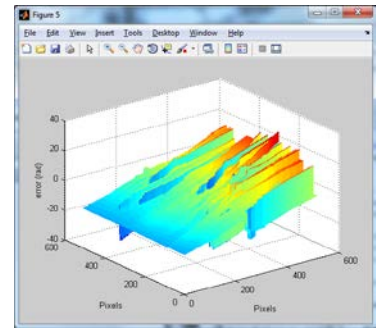 Figure 5
File Edit View Insert Tools Desktop Window Help
40
20
0
-20
-40
error (rad)
600
400
200
0
Pixels
0
200
400
600
Pixels